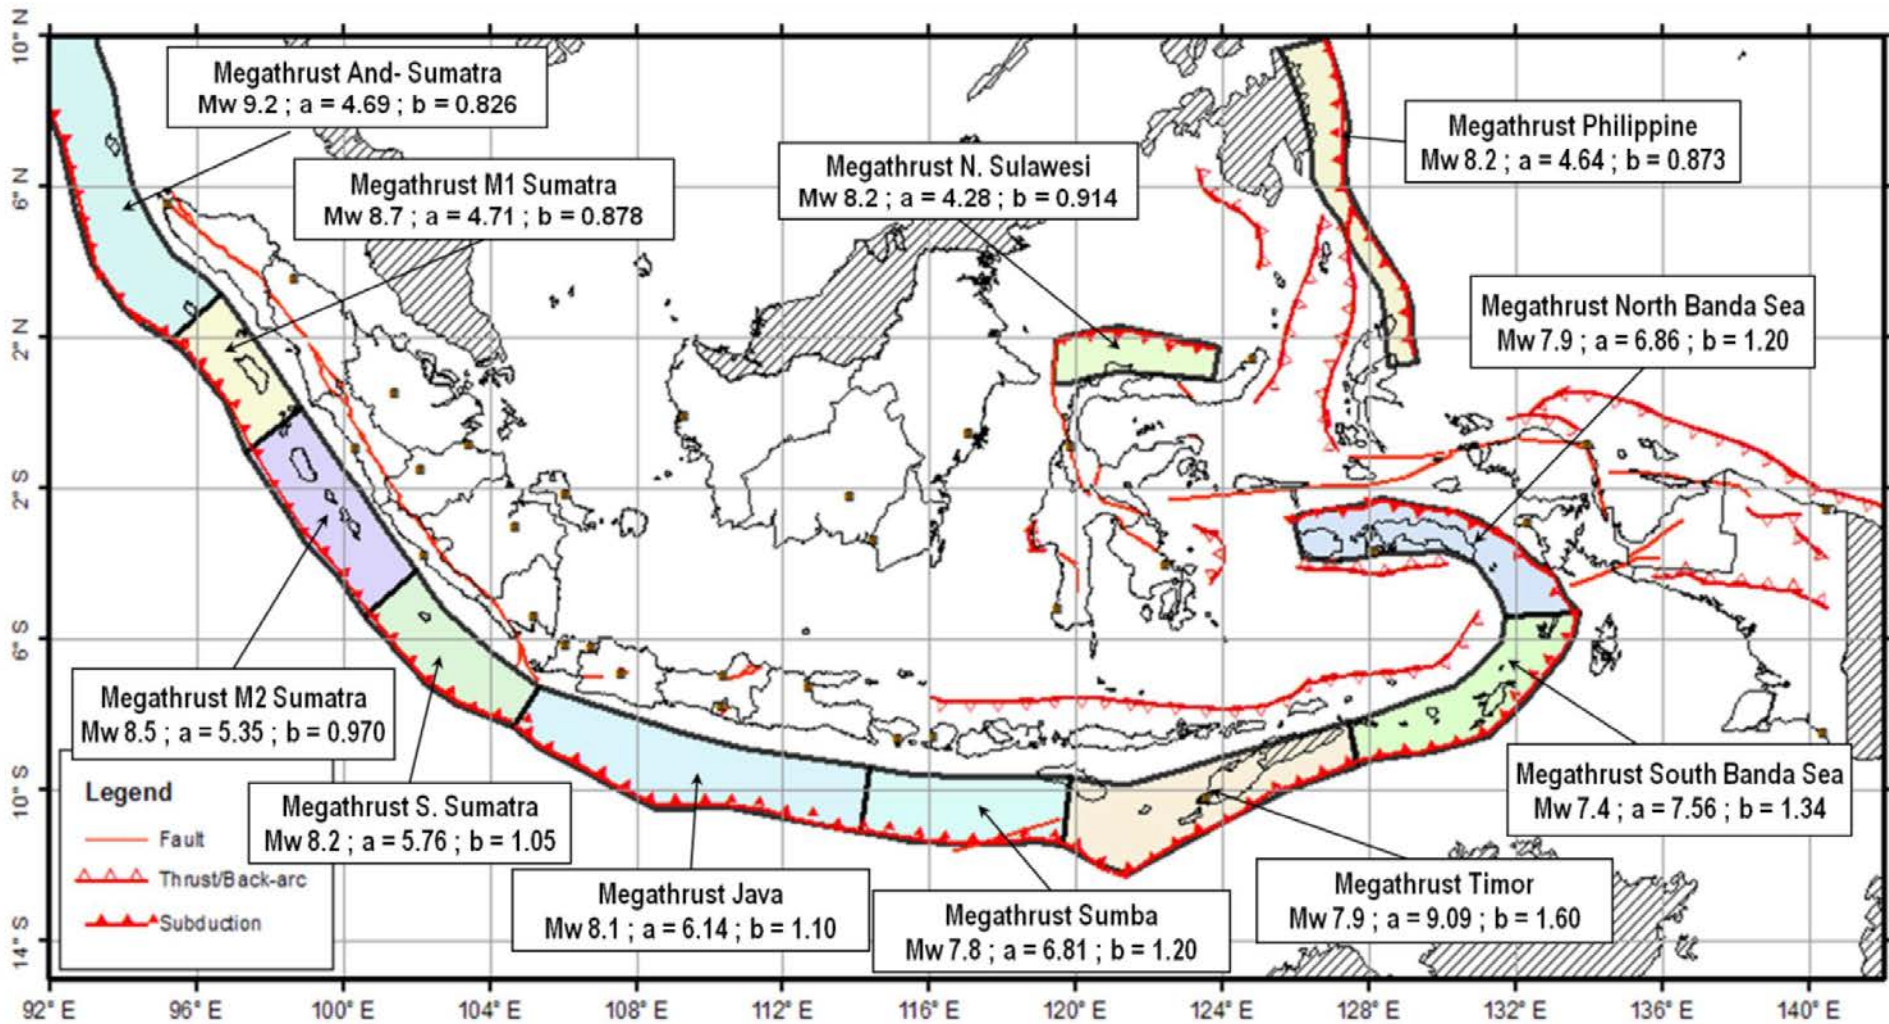 10° N
6° N
2° N
2° S
6° S
10° S
14° S
Megathrust And- Sumatra
Mw 9.2 ; a = 4.69 ; b = 0.826
Megathrust M1 Sumatra
Mw 8.7 ; a = 4.71 ; b = 0.878
Megathrust N. Sulawesi
Mw 8.2 ; a = 4.28 ; b = 0.914
Megathrust Philippine
Mw 8.2 ; a = 4.64 ; b = 0.873
Megathrust North Banda Sea
Mw 7.9 ; a = 6.86 ; b = 1.20
Megathrust M2 Sumatra
Mw 8.5 ; a = 5.35 ; b = 0.970
Megathrust S. Sumatra
Mw 8.2 ; a = 5.76 ; b = 1.05
Megathrust Java
Mw 8.1 ; a = 6.14 ; b = 1.10
Megathrust Sumba
Mw 7.8 ; a = 6.81 ; b = 1.20
Megathrust Timor
Mw 7.9 ; a = 9.09 ; b = 1.60
Megathrust South Banda Sea
Mw 7.4 ; a = 7.56 ; b = 1.34
Legend
Fault
Thrust/Back-arc
Subduction
92° E
96° E
100° E
104° E
108° E
112° E
116° E
120° E
124° E
128° E
132° E
136° E
140° E